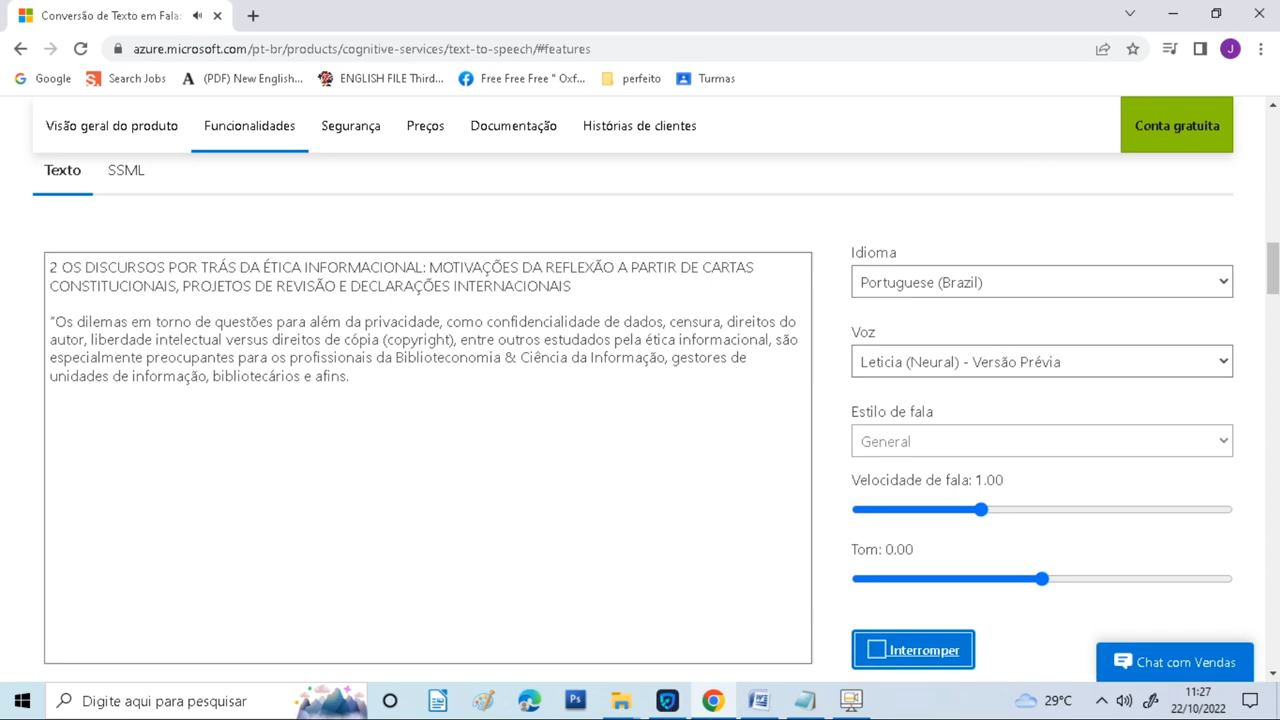 Conversão de Texto em Fala:
azure.microsoft.com/pt-br/products/cognitive-services/text-to-speech/#features
Google
Search Jobs
(PDF) New English...
ENGLISH FILE Third...
Free Free Free " Oxf...
perfeito
Turmas
J
Visão geral do produto
Funcionalidades
Segurança
Preços
Documentação
Histórias de clientes
Conta gratuita
Texto
SSML
2 OS DISCURSOS POR TRÁS DA ÉTICA INFORMACIONAL: MOTIVAÇÕES DA REFLEXÃO A PARTIR DE CARTAS
CONSTITUCIONAIS, PROJETOS DE REVISÃO E DECLARAÇÕES INTERNACIONAIS
"Os dilemas em torno de questões para além da privacidade, como confidencialidade de dados, censura, direitos do
autor, liberdade intelectual versus direitos de cópia (copyright), entre outros estudados pela ética informacional, são
especialmente preocupantes para os profissionais da Biblioteconomia & Ciência da Informação, gestores de
unidades de informação, bibliotecários e afins.
Idioma
Portuguese (Brazil)
Voz
Leticia (Neural) - Versão Prévia
Estilo de fala
General
Velocidade de fala: 1.00
Tom: 0.00
Interromper
Chat com Vendas
Digite aqui para pesquisar
29°C
11:27
22/10/2022